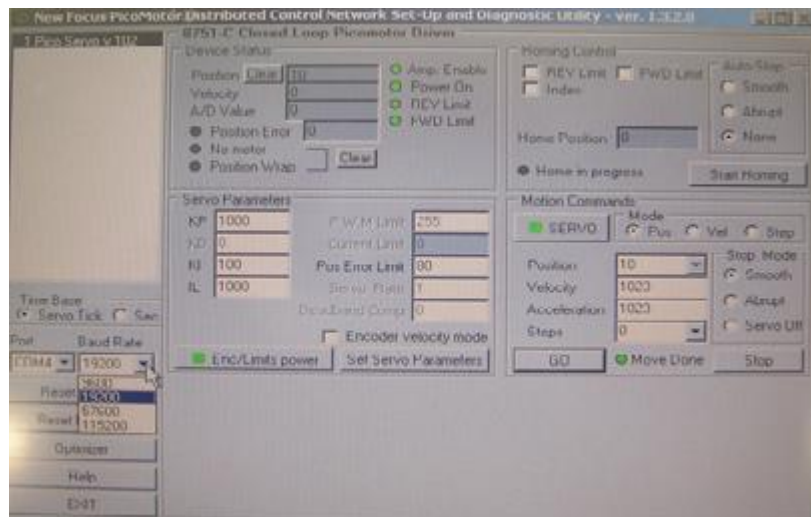 New Focus PicoMotor Distributed Control Network Set-Up and Diagnostic Utility - ver. 1.32.0
1 Pico Servo v 102
8751-C Closed Loop Picomotor Driver
Device Status
Position Clear 10
Velocity 0
A/D Value 0
Position Error 0
No motor
Position Wrap Clear
Amp. Enable
Power On
REV Limit
FWD Limit
Homing Control
REV Limit FWD Limit
Index
Auto Stop
Smooth
Abrupt
None
Home Position 0
Home in progress Start Homing
Servo Parameters
KP 1000 P.W.M Limit 255
KD 0 Current Limit 0
KI 100 Pos Error Limit 80
IL 1000 Servo Rate 1
Deadband Comp 0
Encoder velocity mode
Enc/Limits power Set Servo Parameters
Motion Commands
SERVO
Mode
Pos Vel Step
Position 10
Velocity 1023
Acceleration 1023
Steps 0
Stop Mode
Smooth
Abrupt
Servo Off
GO Move Done Stop
Time Base
Servo Tick Sec
Port Baud Rate
COM4 19200
9600
19200
57600
115200
Reset
Reset
Optimizer
Help
EXIT